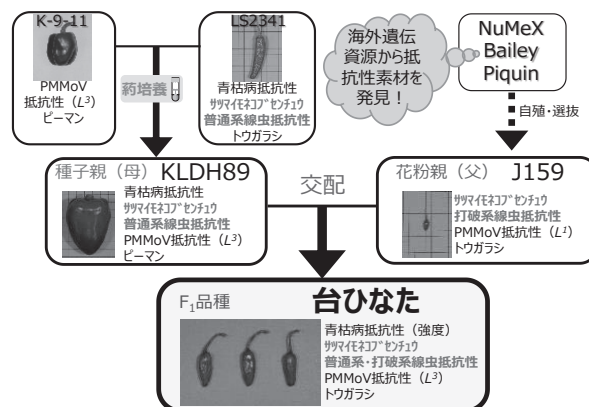 K-9-11
PMMoV
抵抗性（L³）
ピーマン
葯培養
LS2341
青枯病抵抗性
ｻﾂﾏｲﾓﾈｺﾌﾞｾﾝﾁｭｳ
普通系線虫抵抗性
トウガラシ
海外遺伝
資源から抵
抗性素材を
発見！
NuMeX
Bailey
Piquin
自殖・選抜
種子親（母） KLDH89
青枯病抵抗性
ｻﾂﾏｲﾓﾈｺﾌﾞｾﾝﾁｭｳ
普通系線虫抵抗性
PMMoV抵抗性（L³）
ピーマン
交配
花粉親（父） J159
ｻﾂﾏｲﾓﾈｺﾌﾞｾﾝﾁｭｳ
打破系線虫抵抗性
PMMoV抵抗性（L¹）
トウガラシ
F₁品種 台ひなた
青枯病抵抗性（強度）
ｻﾂﾏｲﾓﾈｺﾌﾞｾﾝﾁｭｳ
普通系・打破系線虫抵抗性
PMMoV抵抗性（L³）
トウガラシ